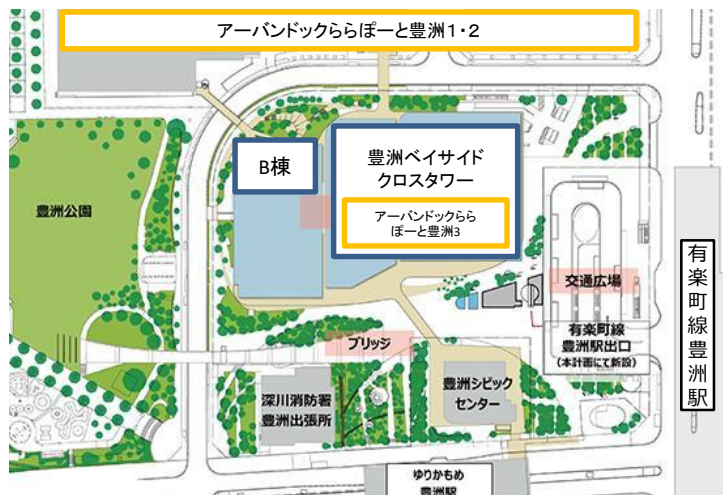 アーバンドックららぽーと豊洲1・2
B棟
豊洲ベイサイド
クロスタワー
アーバンドックらら
ぽーと豊洲3
豊洲公園
交通広場
有楽町線
豊洲駅出口
(本計画にて新設)
有楽町線豊洲駅
ブリッジ
深川消防署
豊洲出張所
豊洲シビック
センター
ゆりかもめ
豊洲駅